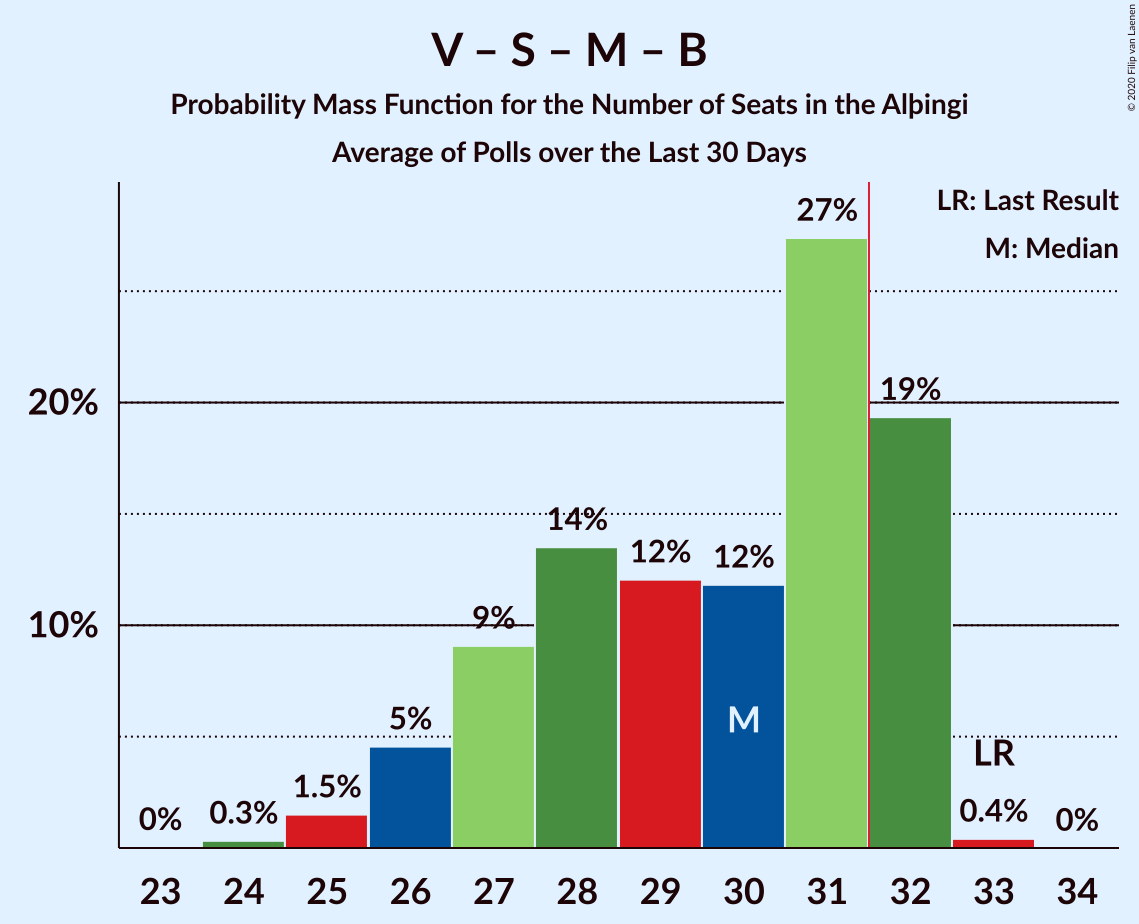 V – S – M – B
Probability Mass Function for the Number of Seats in the Alþingi
Average of Polls over the Last 30 Days
© 2020 Filip van Laenen
LR: Last Result
M: Median
27%
20%
19%
14%
12%
12%
10%
9%
M
5%
LR
1.5%
0%
0.3%
0.4%
0%
23 24 25 26 27 28 29 30 31 32 33 34